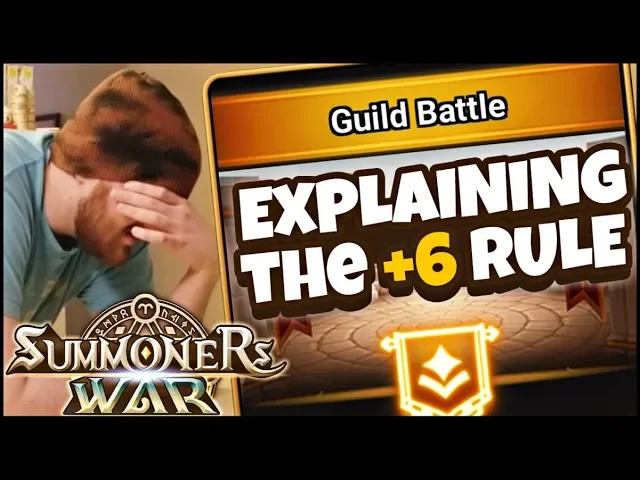 Guild Battle
EXPLAINING
THe +6 RULE
SUMMONERS
WAR